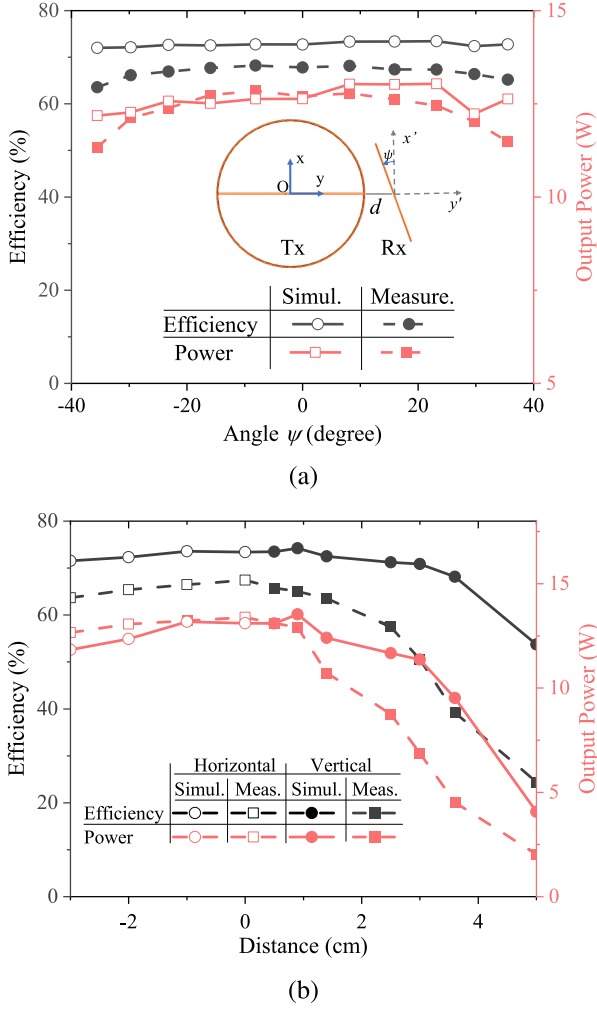 80
60
40
20
0
Efficiency (%)
15
10
5
Output Power (W)
x'
ψ
x
O
y
d
y'
Tx
Rx
Simul. Measure.
Efficiency
Power
-40 -20 0 20 40
Angle ψ (degree)
(a)
80
60
40
20
0
Efficiency (%)
15
10
5
0
Output Power (W)
Horizontal Vertical
Simul. Meas. Simul. Meas.
Efficiency
Power
-2 0 2 4
Distance (cm)
(b)